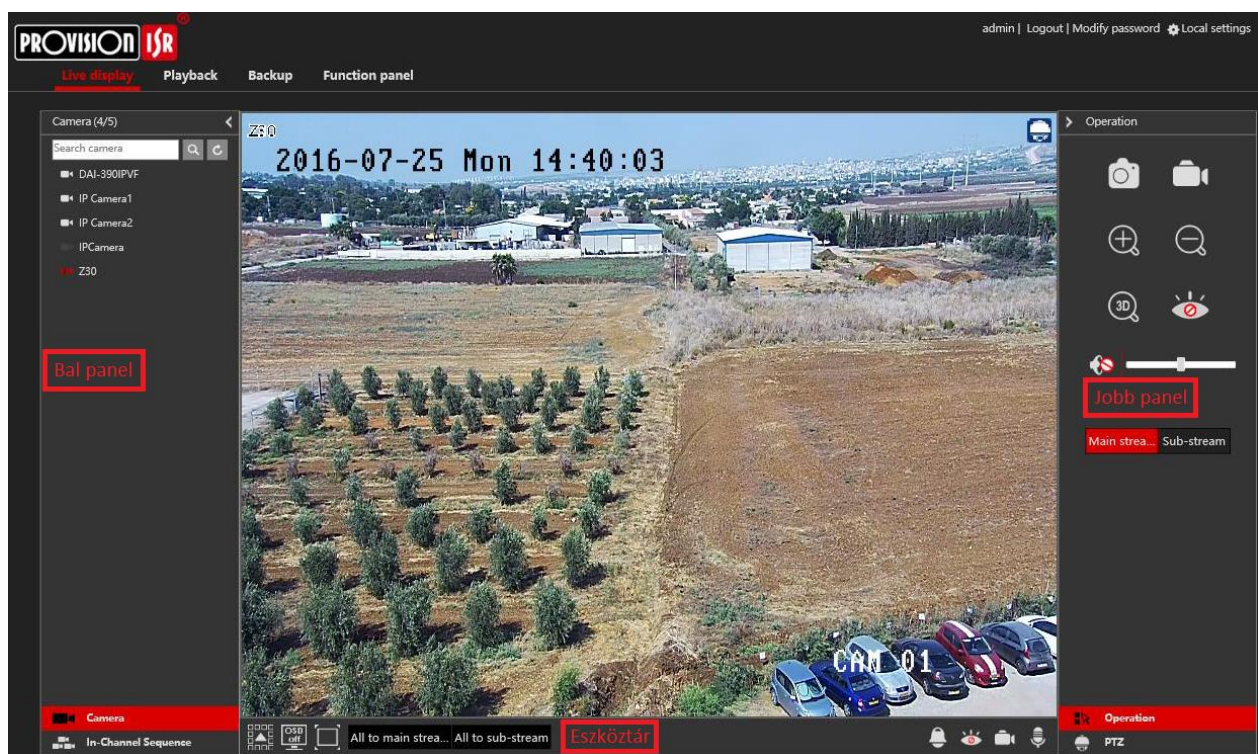 PROVISION ISR ®
admin | Logout | Modify password Local settings
Live display Playback Backup Function panel
Camera (4/5)
Search camera
DAI-390IPVF
IP Camera1
IP Camera2
IPCamera
Z30
Bal panel
Camera
In-Channel Sequence
Z30
2016-07-25 Mon 14:40:03
CAM 01
OSD off
All to main strea... All to sub-stream
Eszköztár
Operation
3D
Jobb panel
Main strea... Sub-stream
Operation
PTZ